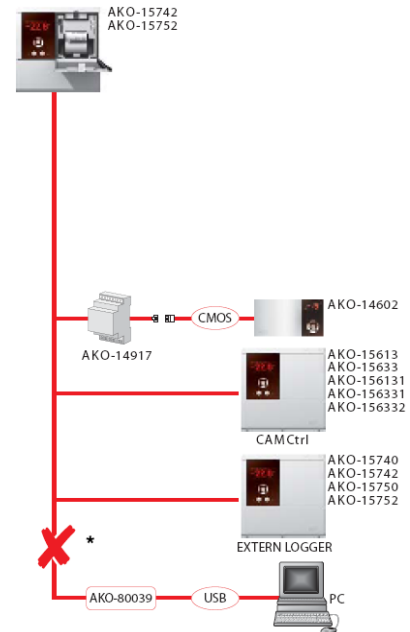 AKO-15742
AKO-15752
CMOS
AKO-14602
AKO-14917
AKO-15613
AKO-15633
AKO-156131
AKO-156331
AKO-156332
CAMCtrl
AKO-15740
AKO-15742
AKO-15750
AKO-15752
EXTERN LOGGER
*
AKO-80039
USB
PC